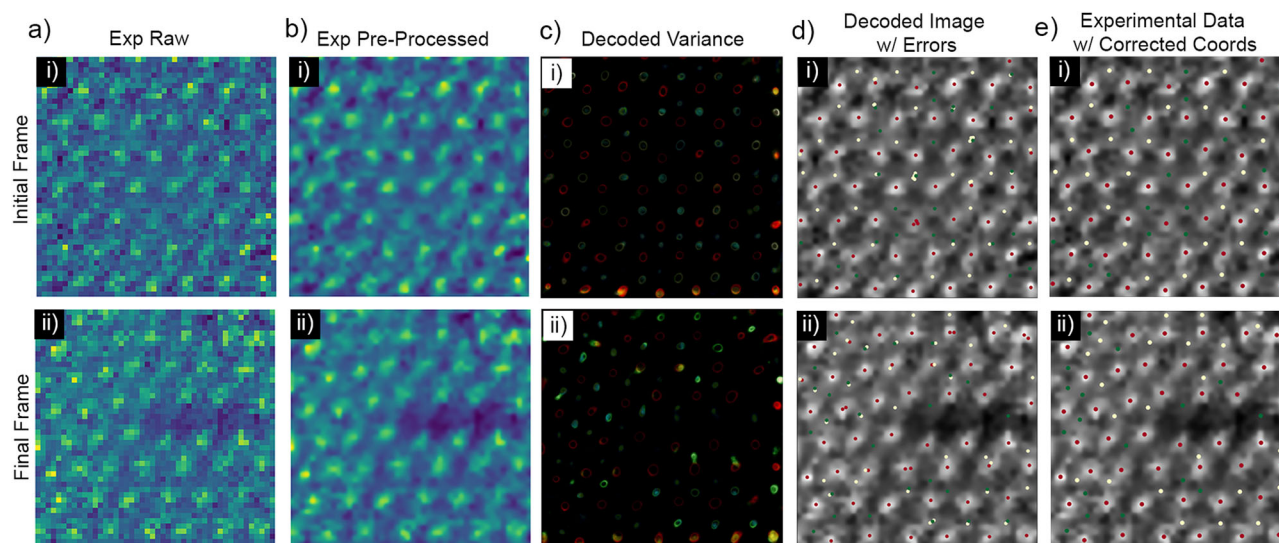 a)
Exp Raw
b)
Exp Pre-Processed
c)
Decoded Variance
d)
Decoded Image
w/ Errors
e)
Experimental Data
w/ Corrected Coords
Initial Frame
i)
i)
i)
i)
i)
Final Frame
ii)
ii)
ii)
ii)
ii)